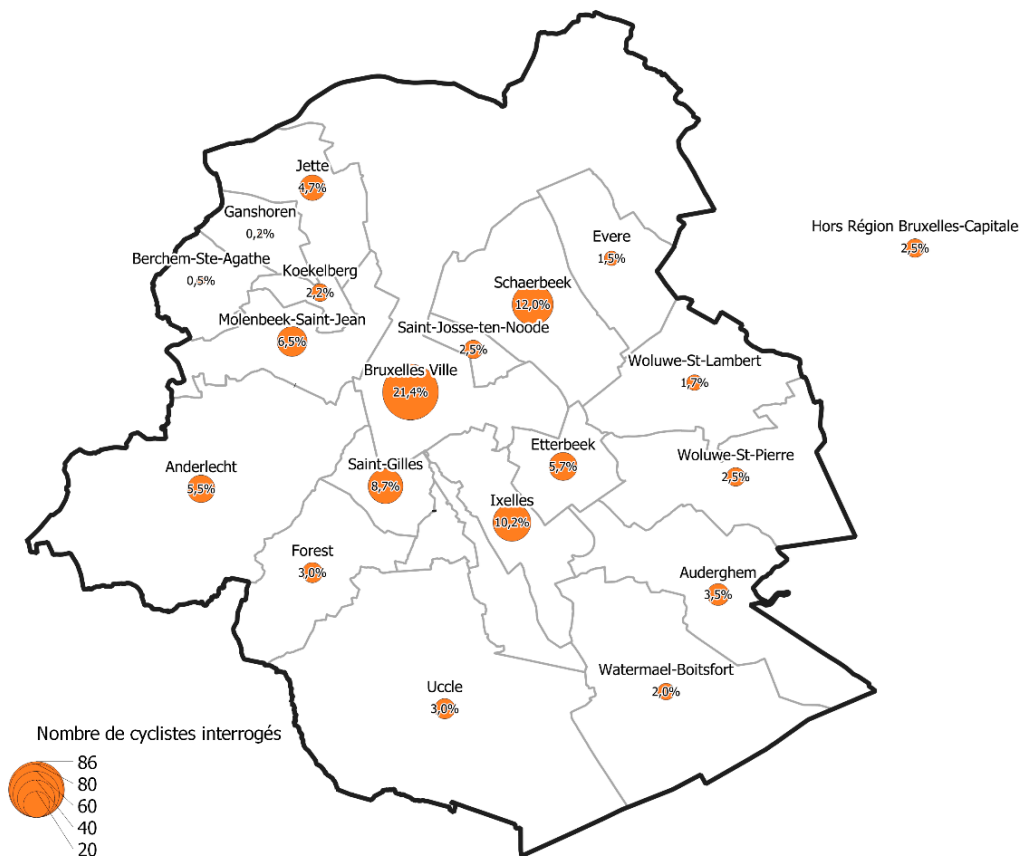 Jette
4,7%
Ganshoren
0,2%
Berchem-Ste-Agathe
0,5%
Koekelberg
2,2%
Molenbeek-Saint-Jean
6,5%
Evere
1,5%
Hors Région Bruxelles-Capitale
2,5%
Schaerbeek
12,0%
Saint-Josse-ten-Noode
2,5%
Bruxelles Ville
21,4%
Woluwe-St-Lambert
1,7%
Etterbeek
5,7%
Woluwe-St-Pierre
2,5%
Anderlecht
5,5%
Saint-Gilles
8,7%
Ixelles
10,2%
Forest
3,0%
Auderghem
3,5%
Uccle
3,0%
Watermael-Boitsfort
2,0%
Nombre de cyclistes interrogés
86
80
60
40
20